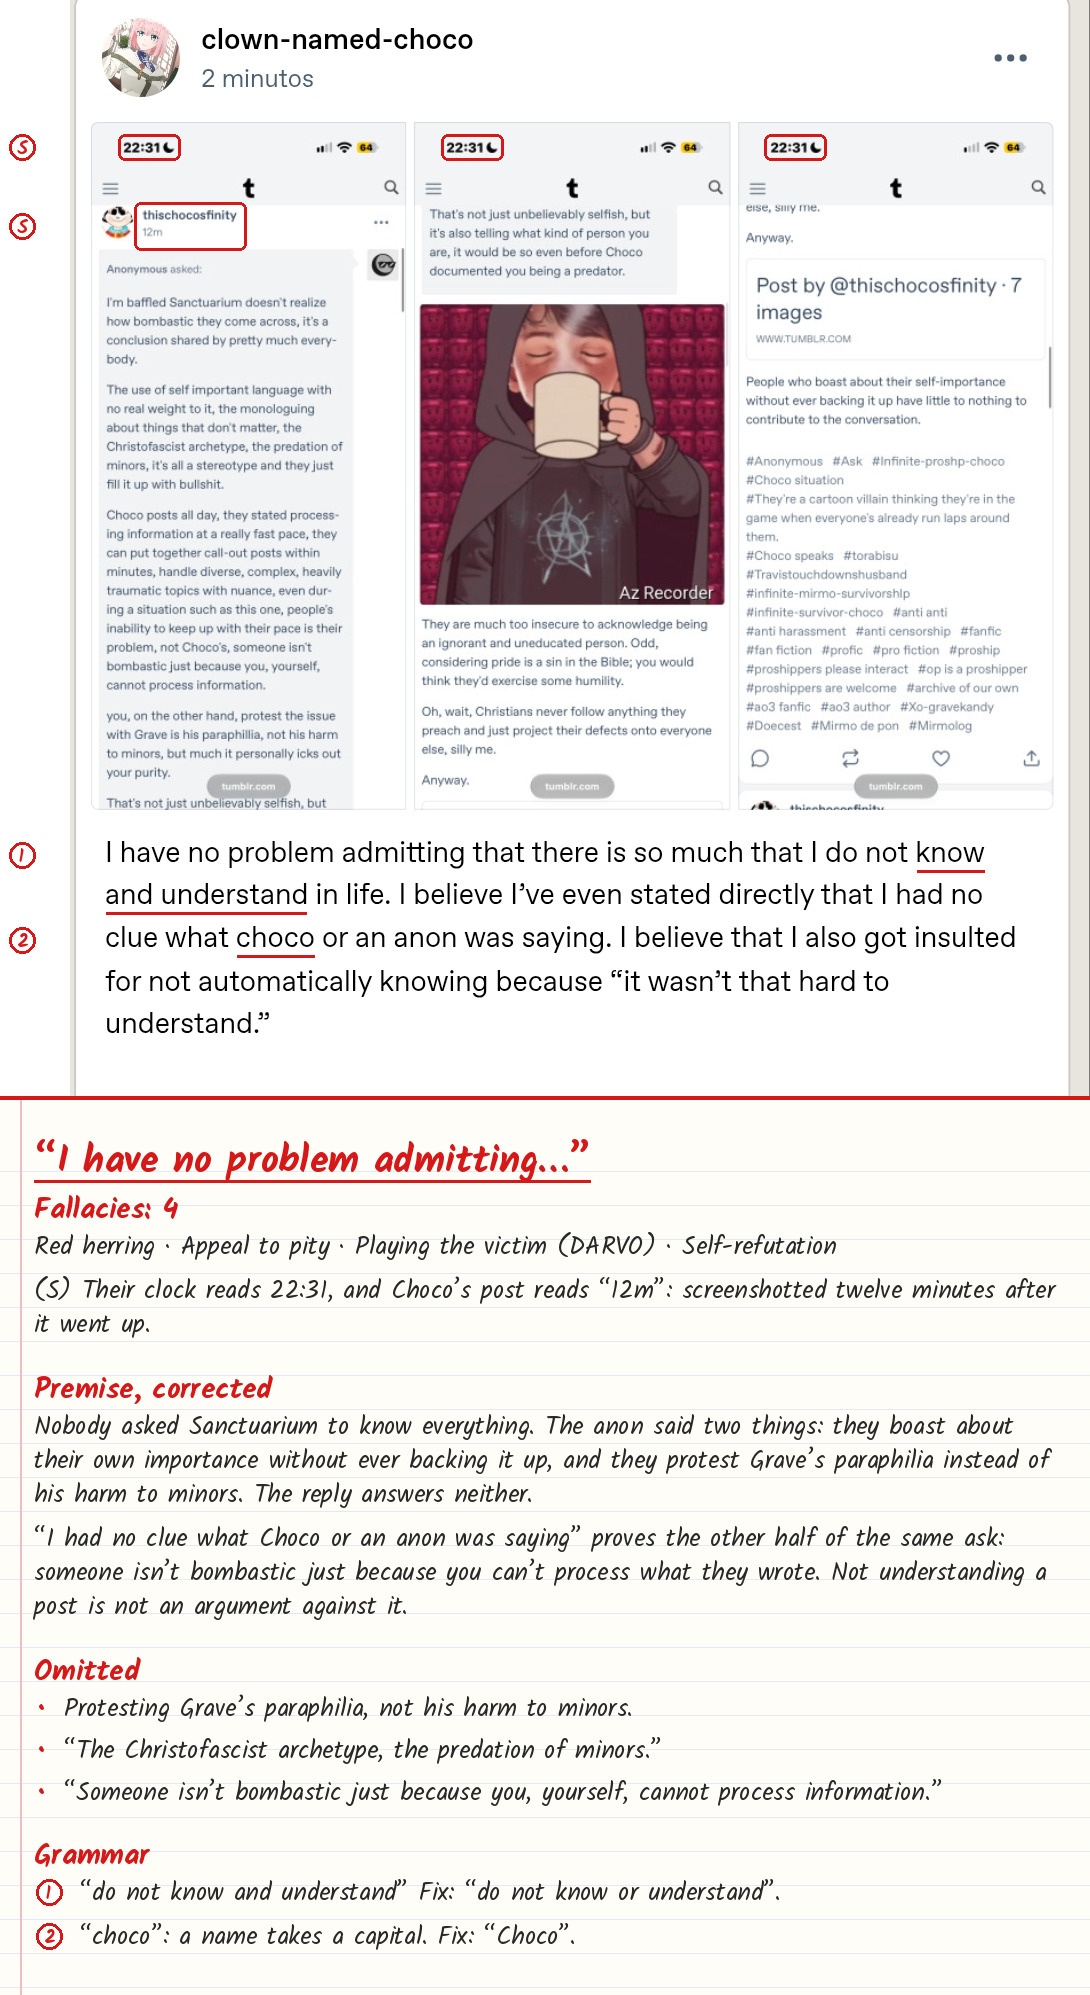 clown-named-choco
2 minutos
S
22:31
64
t
S
thischocosfinity
12m
Anonymous asked:
I'm baffled Sanctuarium doesn't realize
how bombastic they come across, it's a
conclusion shared by pretty much every-
body.
The use of self important language with
no real weight to it, the monologuing
about things that don't matter, the
Christofascist archetype, the predation of
minors, it's all a stereotype and they just
fill it up with bullshit.
Choco posts all day, they stated process-
ing information at a really fast pace, they
can put together call-out posts within
minutes, handle diverse, complex, heavily
traumatic topics with nuance, even dur-
ing a situation such as this one, people's
inability to keep up with their pace is their
problem, not Choco's, someone isn't
bombastic just because you, yourself,
cannot process information.
you, on the other hand, protest the issue
with Grave is his paraphillia, not his harm
to minors, but much it personally icks out
your purity.
tumblr.com
That's not just unbelievably selfish, but
22:31
64
t
That's not just unbelievably selfish, but
it's also telling what kind of person you
are, it would be so even before Choco
documented you being a predator.
Az Recorder
They are much too insecure to acknowledge being
an ignorant and uneducated person. Odd,
considering pride is a sin in the Bible; you would
think they'd exercise some humility.
Oh, wait, Christians never follow anything they
preach and just project their defects onto everyone
else, silly me.
Anyway.
tumblr.com
22:31
64
t
else, silly me.
Anyway.
Post by @thischocosfinity · 7
images
WWW.TUMBLR.COM
People who boast about their self-importance
without ever backing it up have little to nothing to
contribute to the conversation.
#Anonymous #Ask #Infinite-proshp-choco
#Choco situation
#They're a cartoon villain thinking they're in the
game when everyone's already run laps around
them.
#Choco speaks #torabisu
#Travistouchdownshusband
#infinite-mirmo-survivorshlp
#infinite-survivor-choco #anti anti
#anti harassment #anti censorship #fanfic
#fan fiction #profic #pro fiction #proship
#proshippers please interact #op is a proshipper
#proshippers are welcome #archive of our own
#ao3 fanfic #ao3 author #Xo-gravekandy
#Doecest #Mirmo de pon #Mirmolog
tumblr.com
thischocosfinity
1
I have no problem admitting that there is so much that I do not know
and understand in life. I believe I've even stated directly that I had no
2
clue what choco or an anon was saying. I believe that I also got insulted
for not automatically knowing because “it wasn't that hard to
understand.”
“I have no problem admitting...”
Fallacies: 4
Red herring · Appeal to pity · Playing the victim (DARVO) · Self-refutation
(S) Their clock reads 22:31, and Choco's post reads “12m”: screenshotted twelve minutes after
it went up.
Premise, corrected
Nobody asked Sanctuarium to know everything. The anon said two things: they boast about
their own importance without ever backing it up, and they protest Grave's paraphilia instead of
his harm to minors. The reply answers neither.
“I had no clue what Choco or an anon was saying” proves the other half of the same ask:
someone isn't bombastic just because you can't process what they wrote. Not understanding a
post is not an argument against it.
Omitted
• Protesting Grave's paraphilia, not his harm to minors.
• “The Christofascist archetype, the predation of minors.”
• “Someone isn't bombastic just because you, yourself, cannot process information.”
Grammar
1 “do not know and understand” Fix: “do not know or understand”.
2 “choco”: a name takes a capital. Fix: “Choco”.